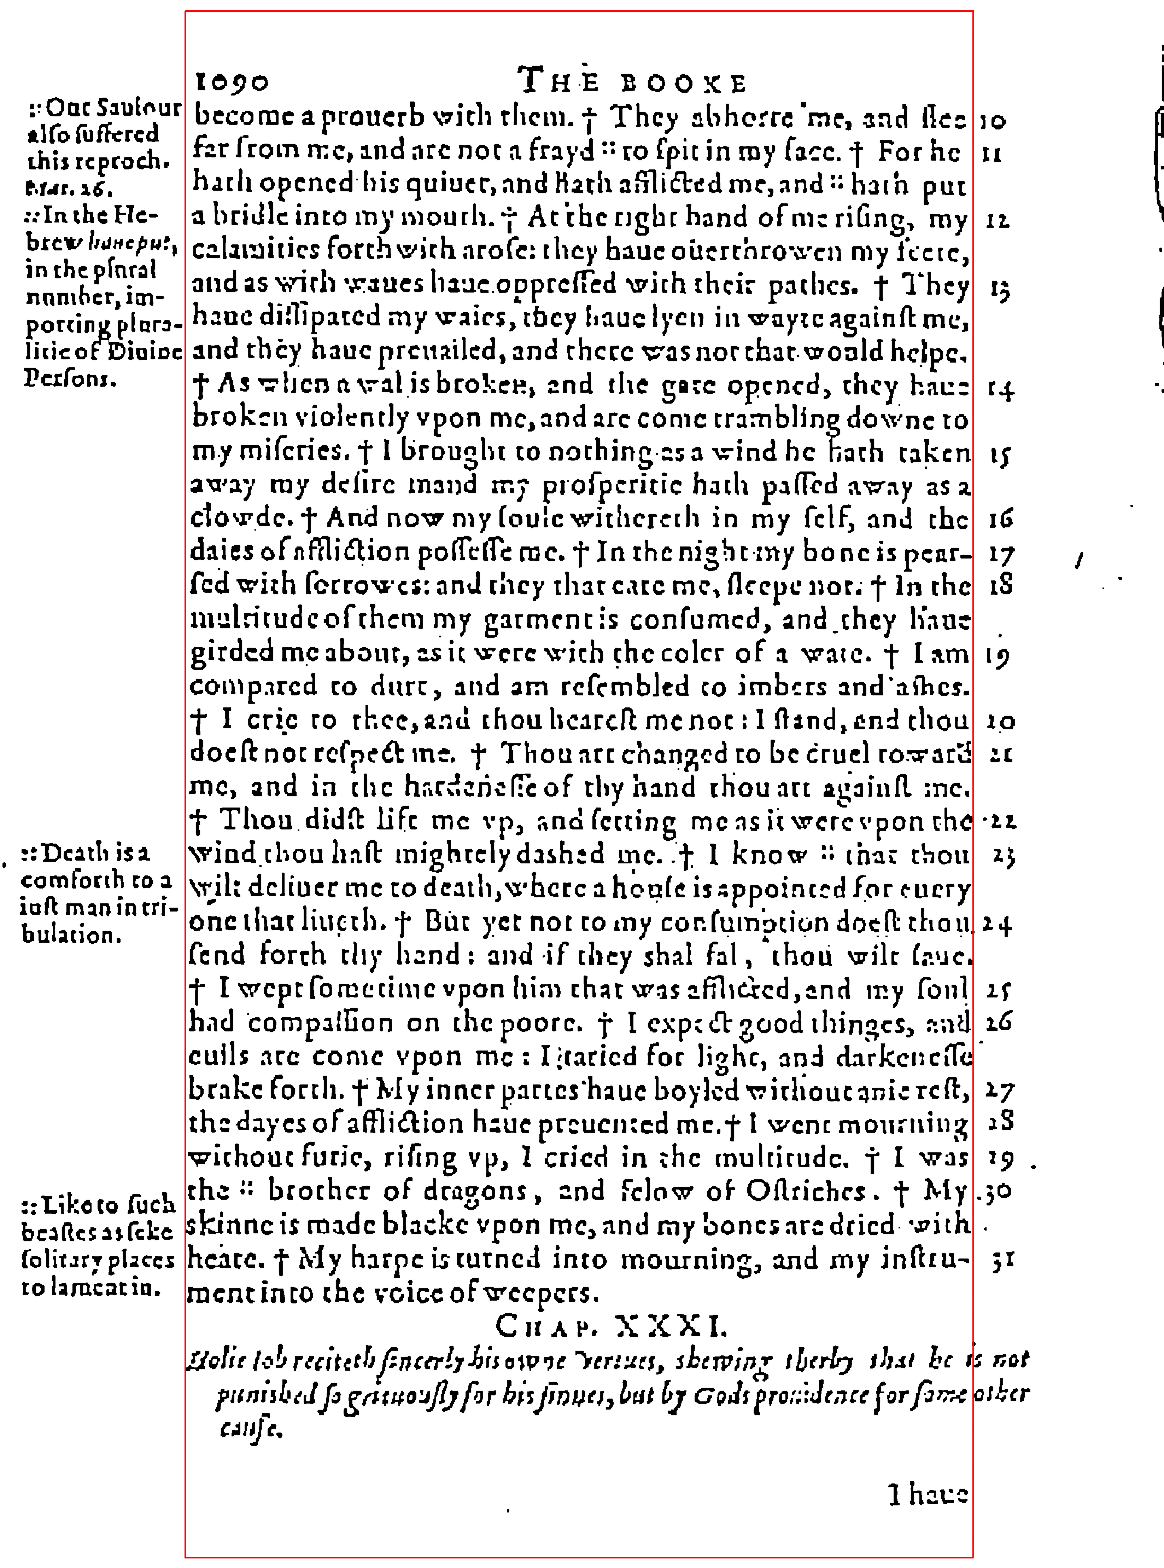 1090 THE BOOKE
::Our Sauiour
also suffered
this reproch.
Mar. 26.
::In the He-
brew haue put,
in the plural
number, im-
porting plura-
litie of Diuine
Persons.
become a prouerb with them. † They abhorre me, and flee 10
far from me, and are not afrayd :: to spit in my face. † For he 11
hath opened his quiuer, and hath afflicted me, and :: hath put
a bridle into my mouth. † At the right hand of me rising, my 12
calamities forthwith arose: they haue ouerthrowen my feete,
and as with waues haue oppressed with their pathes. † They 13
haue dissipated my waies, they haue lyen in wayte against me,
and they haue preuailed, and there was not that would helpe.
† As when a wal is broken, and the gate opened, they haue 14
broken violently vpon me, and are come trambling downe to
my miseries. † I brought to nothing as a wind he hath taken 15
away my desire mand my prosperitie hath passed away as a
clowde. † And now my soule withereth in my self, and the 16
daies of affliction possesse me. † In the night my bone is pear- 17
sed with sorrowes: and they that eate me, sleepe not. † In the 18
multitude of them my garment is consumed, and they haue
girded me about, as it were with the coler of a wate. † I am 19
compared to durt, and am resembled to imbers and ashes.
† I crie to thee, and thou hearest me not: I stand, and thou 20
doest not respect me. † Thou art changed to be cruel toward 21
me, and in the hardenesse of thy hand thou art against me.
† Thou didst lift me vp, and setting me as it were vpon the 22
wind thou hast mightely dashed me. † I know :: that thou 23
wilt deliuer me to death, where a house is appointed for euery
one that liueth. † But yet not to my consumption doest thou 24
send forth thy hand: and if they shal fal, thou wilt saue.
† I wept sometime vpon him that was afflicted, and my soul 25
had compassion on the poore. † I expect good thinges, and 26
euils are come vpon me: I staried for light, and darkenesse
brake forth. † My inner partes haue boyled without anie rest, 27
the dayes of affliction haue preuented me. † I went mourning 28
without furie, rising vp, I cried in the multitude. † I was 29
the :: brother of dragons, and felow of Ostriches. † My 30
skinne is made blacke vpon me, and my bones are dried with
heate. † My harpe is turned into mourning, and my instru- 31
ment into the voice of weepers.
::Death is a
comforth to a
iust man in tri-
bulation.
::Like to such
beastes as seke
solitary places
to lament in.
CHAP. XXXI.
Holie Iob reciteth sincerly his owne vertues, shewing therby that he is not
punished so grieuously for his sinnes, but by Gods prouidence for some other
cause.
I haue